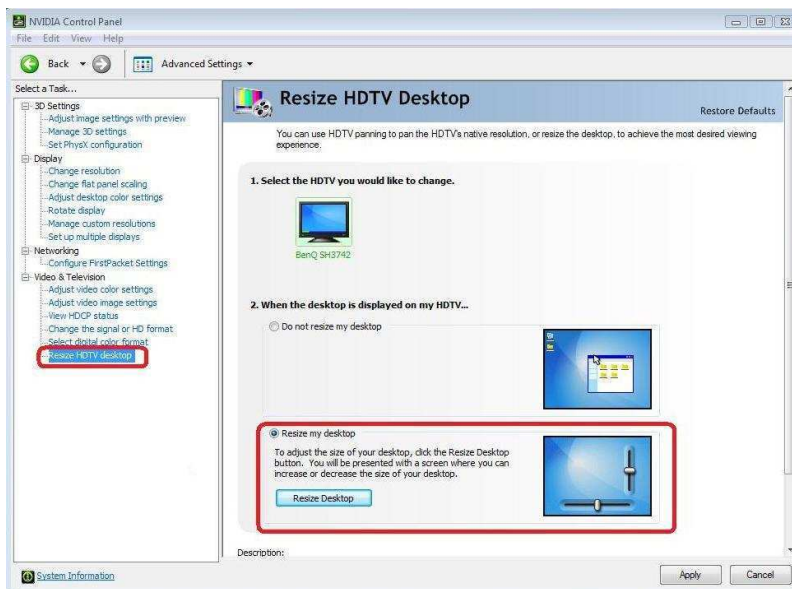 NVIDIA Control Panel
File Edit View Help
Back Advanced Settings
Select a Task...
3D Settings
Adjust image settings with preview
Manage 3D settings
Set PhysX configuration
Display
Change resolution
Change flat panel scaling
Adjust desktop color settings
Rotate display
Manage custom resolutions
Set up multiple displays
Networking
Configure FirstPacket Settings
Video & Television
Adjust video color settings
Adjust video image settings
View HDCP status
Change the signal or HD format
Select digital color format
Resize HDTV desktop
System Information
Resize HDTV Desktop
Restore Defaults
You can use HDTV panning to pan the HDTV's native resolution, or resize the desktop, to achieve the most desired viewing
experience.
1. Select the HDTV you would like to change.
BenQ SH3742
2. When the desktop is displayed on my HDTV...
Do not resize my desktop
Resize my desktop
To adjust the size of your desktop, click the Resize Desktop
button. You will be presented with a screen where you can
increase or decrease the size of your desktop.
Resize Desktop
Description:
Apply Cancel